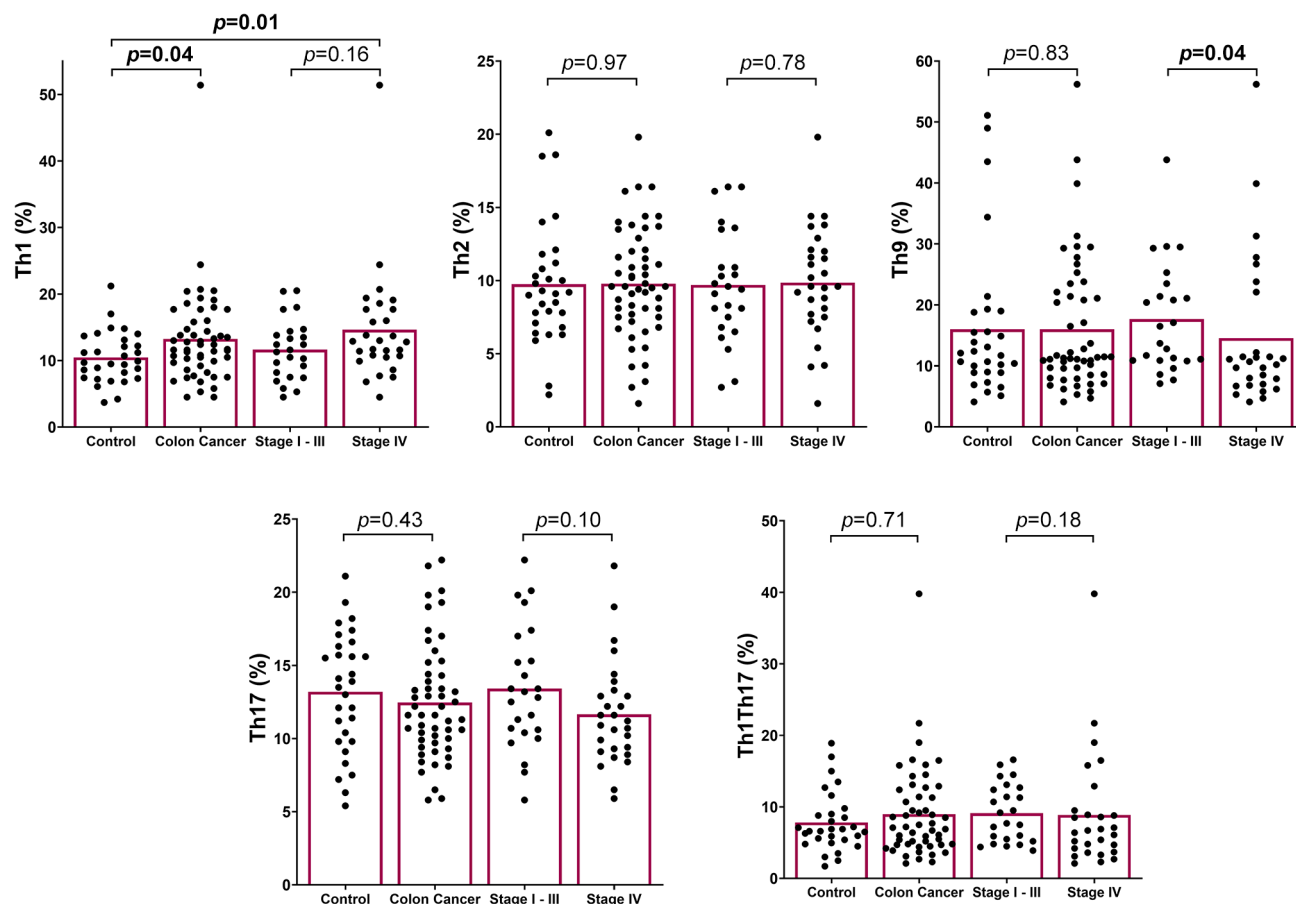 p=0.01
p=0.04
p=0.16
Th1 (%)
50
40
30
20
10
0
Control
Colon Cancer
Stage I - III
Stage IV
p=0.97
p=0.78
Th2 (%)
25
20
15
10
5
0
Control
Colon Cancer
Stage I - III
Stage IV
p=0.83
p=0.04
Th9 (%)
60
50
40
30
20
10
0
Control
Colon Cancer
Stage I - III
Stage IV
p=0.43
p=0.10
Th17 (%)
25
20
15
10
5
0
Control
Colon Cancer
Stage I - III
Stage IV
p=0.71
p=0.18
Th1Th17 (%)
50
40
30
20
10
0
Control
Colon Cancer
Stage I - III
Stage IV